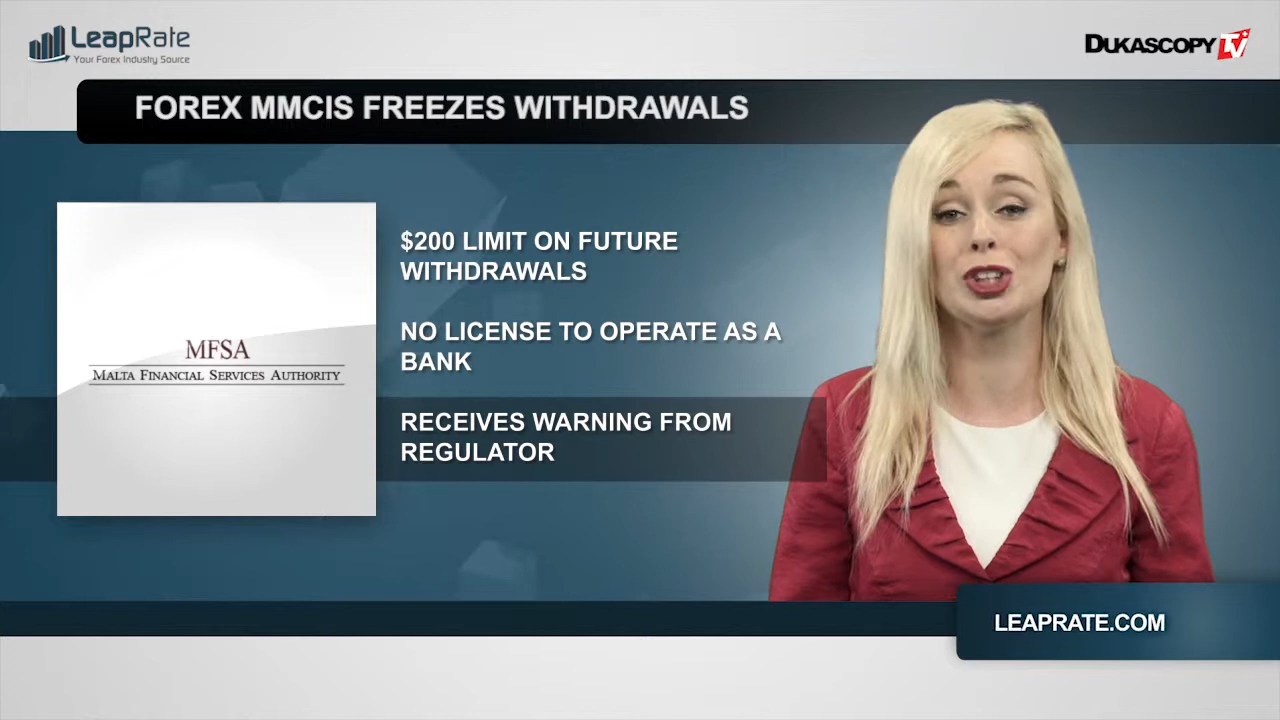 LeapRate
Your Forex Industry Source
DUKASCOPY TV
FOREX MMCIS FREEZES WITHDRAWALS
MFSA
MALTA FINANCIAL SERVICES AUTHORITY
$200 LIMIT ON FUTURE
WITHDRAWALS
NO LICENSE TO OPERATE AS A
BANK
RECEIVES WARNING FROM
REGULATOR
LEAPRATE.COM